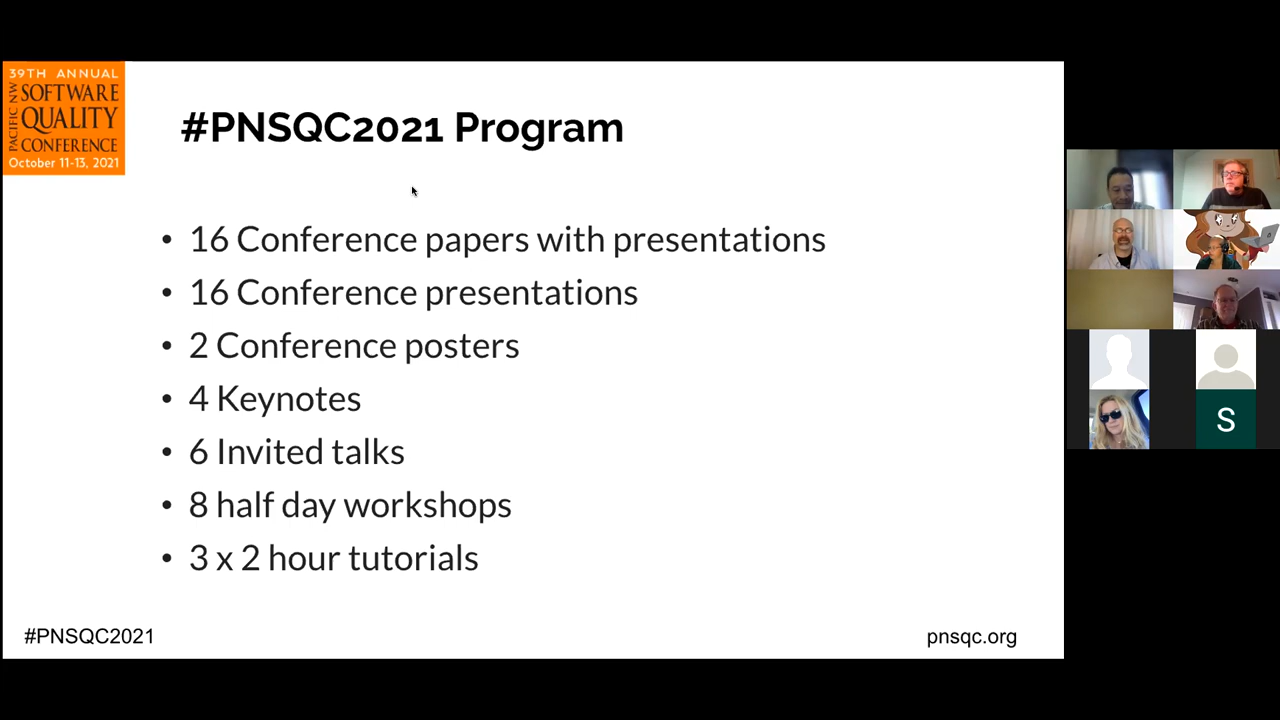 39TH ANNUAL
PACIFIC NW
SOFTWARE
QUALITY
CONFERENCE
October 11-13, 2021
#PNSQC2021 Program
• 16 Conference papers with presentations
• 16 Conference presentations
• 2 Conference posters
• 4 Keynotes
• 6 Invited talks
• 8 half day workshops
• 3 x 2 hour tutorials
#PNSQC2021
pnsqc.org
S